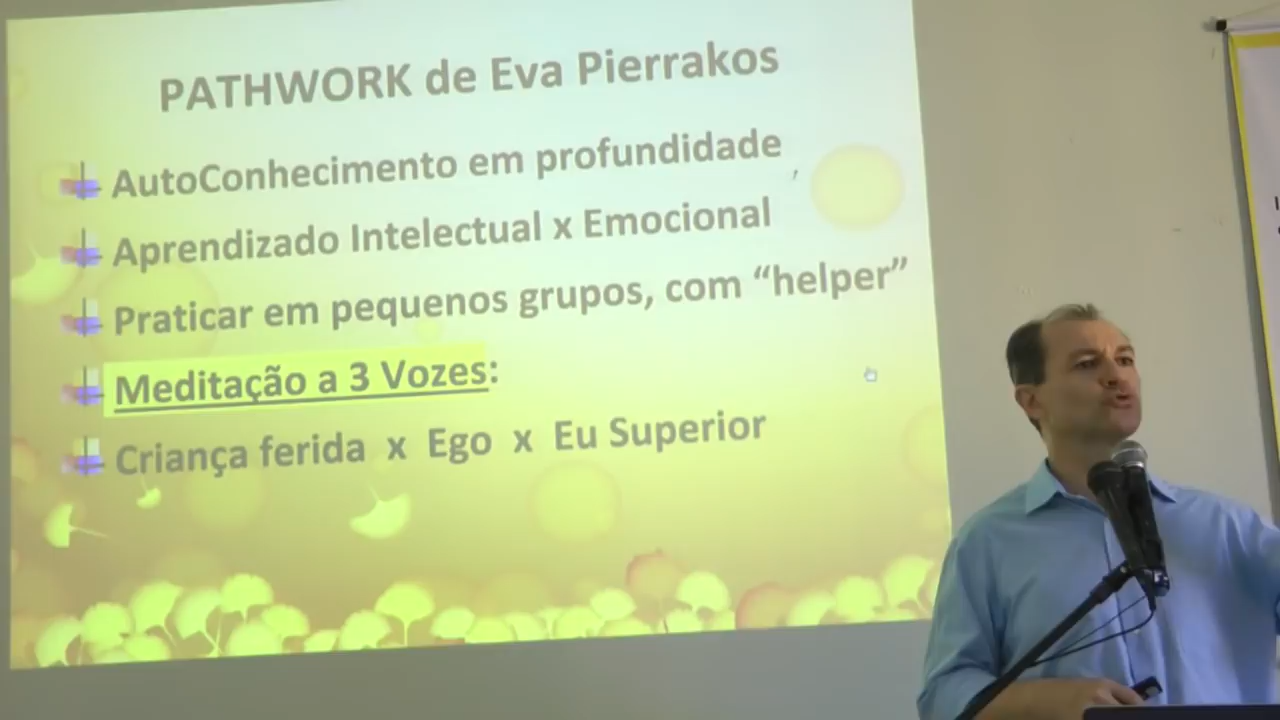 PATHWORK de Eva Pierrakos
AutoConhecimento em profundidade
Aprendizado Intelectual x Emocional
Praticar em pequenos grupos, com “helper”
Meditação a 3 Vozes:
Criança ferida x Ego x Eu Superior